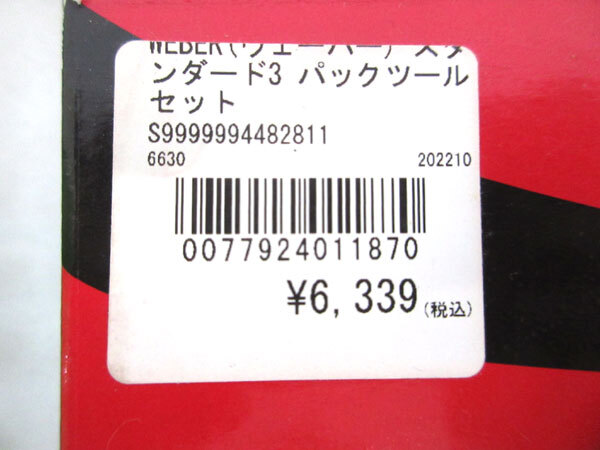 WEBER(ウェーバー) スタ
ンダード3 パックツール
セット
S9999994482811
6630 202210
0077924011870
¥6,339(税込)